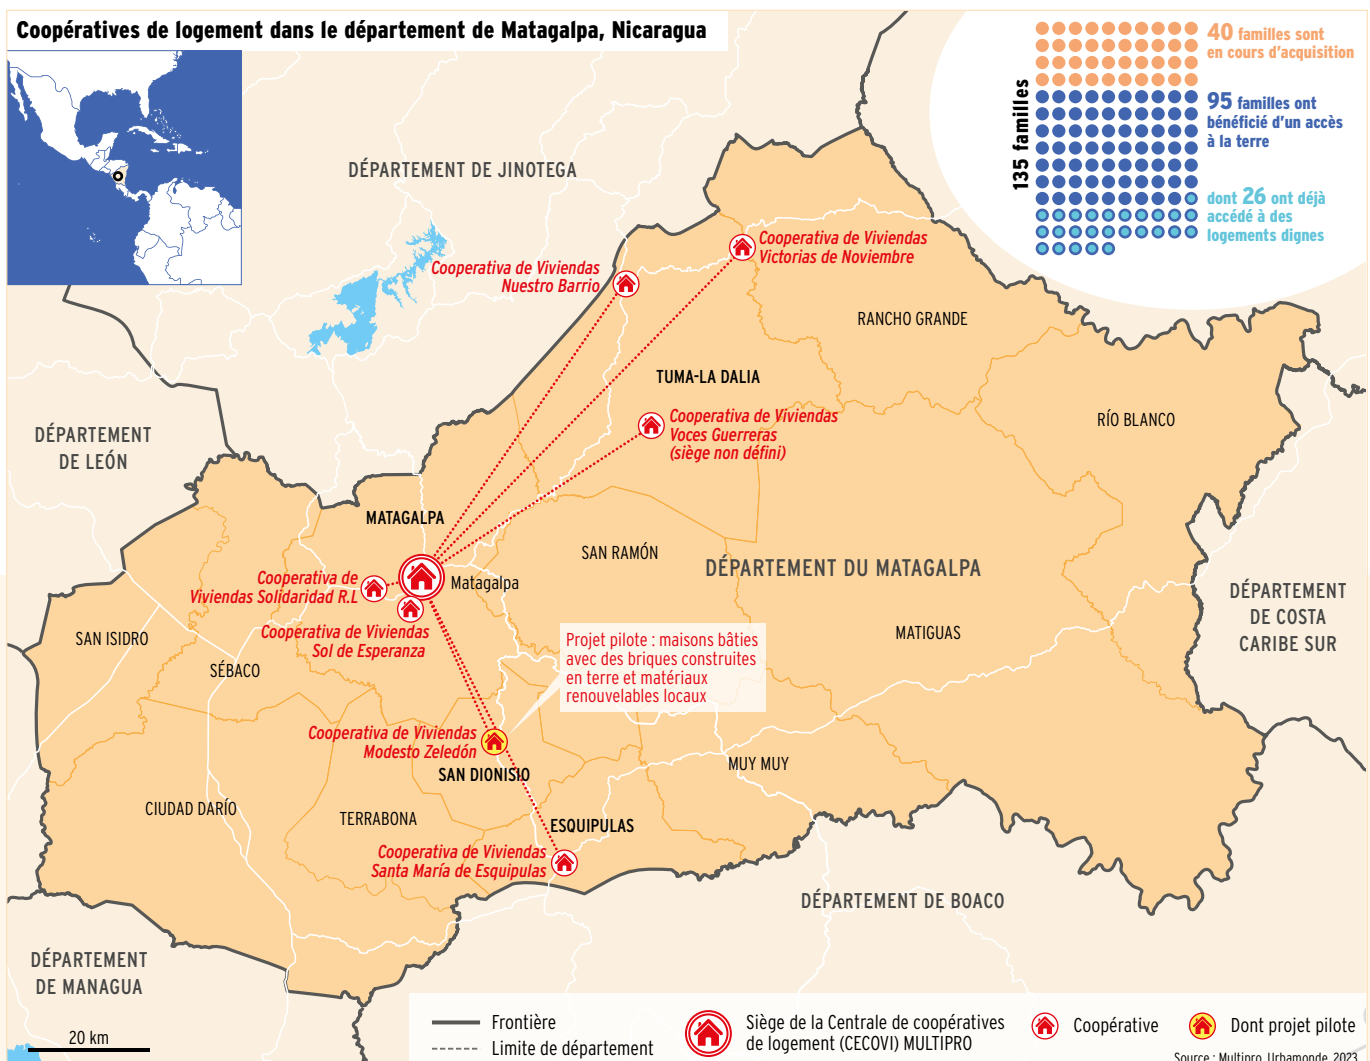 Coopératives de logement dans le département de Matagalpa, Nicaragua
135 familles
40 familles sont
en cours d'acquisition
95 familles ont
bénéficié d'un accès
à la terre
dont 26 ont déjà
accédé à des
logements dignes
DÉPARTEMENT DE JINOTEGA
Cooperativa de Viviendas
Victorias de Noviembre
Cooperativa de Viviendas
Nuestro Barrio
RANCHO GRANDE
TUMA-LA DALIA
Cooperativa de Viviendas
Voces Guerreras
(siège non défini)
RÍO BLANCO
DÉPARTEMENT
DE LEÓN
MATAGALPA
SAN RAMÓN
DÉPARTEMENT DU MATAGALPA
Matagalpa
Cooperativa de
Viviendas Solidaridad R.L
Cooperativa de Viviendas
Sol de Esperanza
DÉPARTEMENT
DE COSTA
CARIBE SUR
SAN ISIDRO
SÉBACO
MATIGUAS
Projet pilote : maisons bâties
avec des briques construites
en terre et matériaux
renouvelables locaux
Cooperativa de Viviendas
Modesto Zeledón
SAN DIONISIO
MUY MUY
CIUDAD DARÍO
TERRABONA
ESQUIPULAS
Cooperativa de Viviendas
Santa María de Esquipulas
DÉPARTEMENT DE BOACO
DÉPARTEMENT
DE MANAGUA
20 km
Frontière
Limite de département
Siège de la Centrale de coopératives
de logement (CECOVI) MULTIPRO
Coopérative
Dont projet pilote
Source : Multipro, Urbamonde, 2023